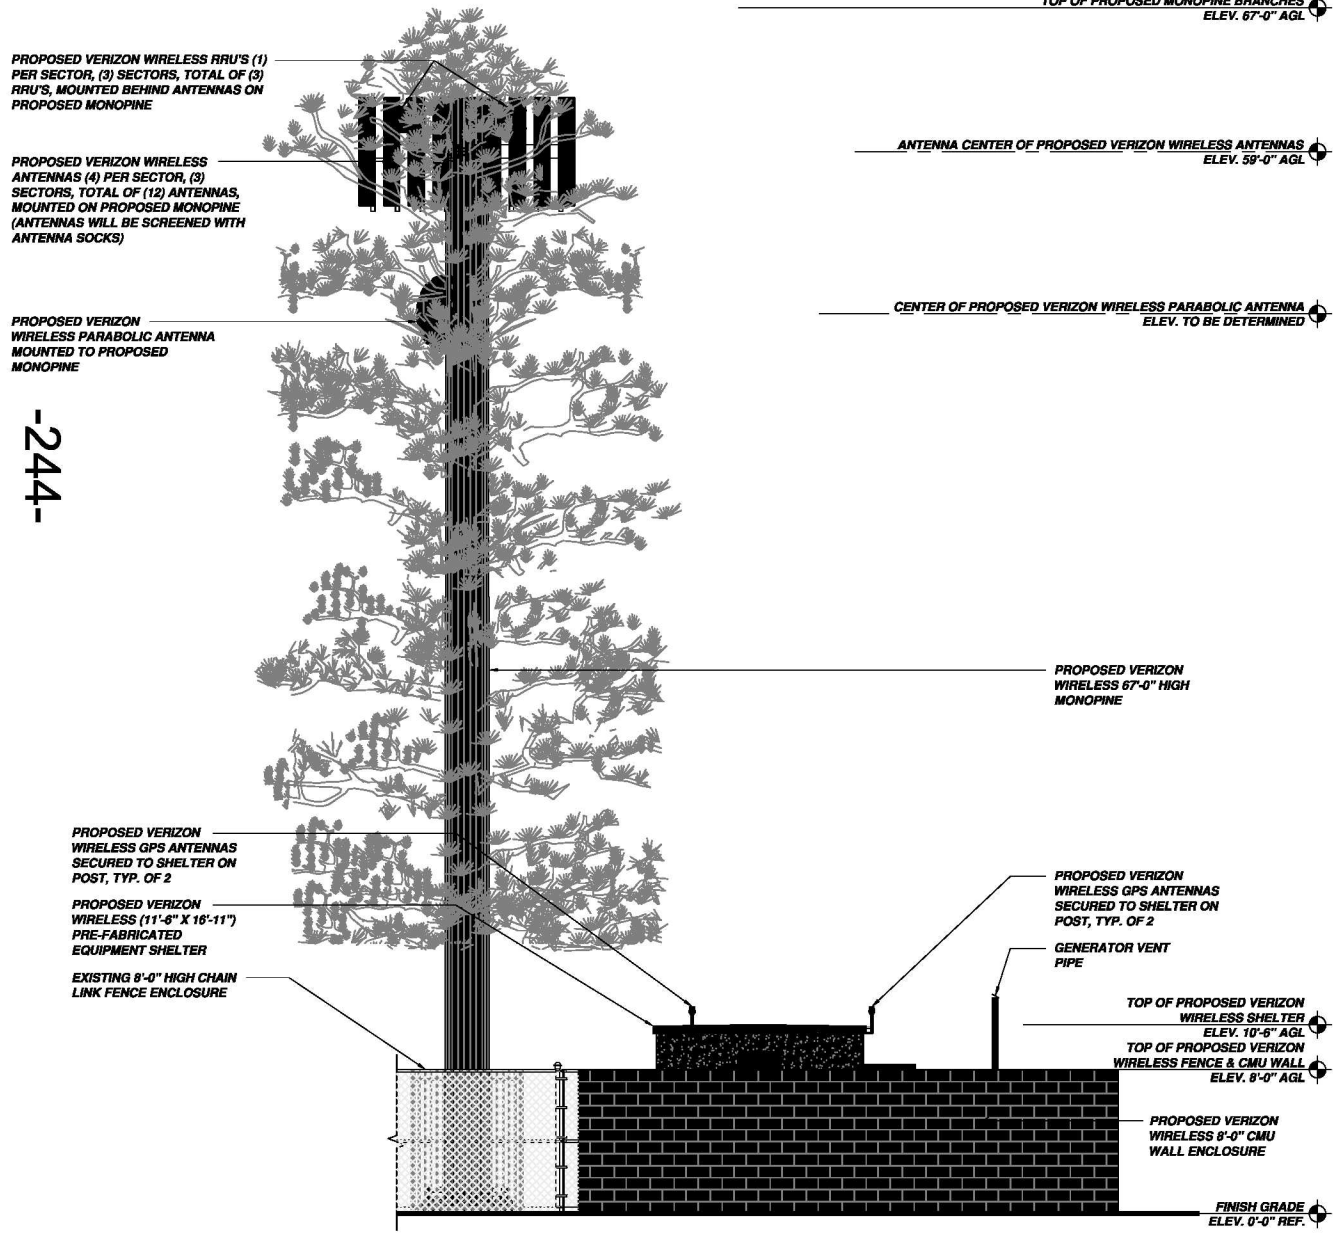 TOP OF PROPOSED MONOPINE BRANCHES
ELEV. 67'-0" AGL
PROPOSED VERIZON WIRELESS RRU'S (1)
PER SECTOR, (3) SECTORS, TOTAL OF (3)
RRU'S, MOUNTED BEHIND ANTENNAS ON
PROPOSED MONOPINE
ANTENNA CENTER OF PROPOSED VERIZON WIRELESS ANTENNAS
ELEV. 59'-0" AGL
PROPOSED VERIZON WIRELESS
ANTENNAS (4) PER SECTOR, (3)
SECTORS, TOTAL OF (12) ANTENNAS,
MOUNTED ON PROPOSED MONOPINE
(ANTENNAS WILL BE SCREENED WITH
ANTENNA SOCKS)
CENTER OF PROPOSED VERIZON WIRELESS PARABOLIC ANTENNA
ELEV. TO BE DETERMINED
PROPOSED VERIZON
WIRELESS PARABOLIC ANTENNA
MOUNTED TO PROPOSED
MONOPINE
-244-
PROPOSED VERIZON
WIRELESS 67'-0" HIGH
MONOPINE
PROPOSED VERIZON
WIRELESS GPS ANTENNAS
SECURED TO SHELTER ON
POST, TYP. OF 2
PROPOSED VERIZON
WIRELESS (11'-6" X 16'-11")
PRE-FABRICATED
EQUIPMENT SHELTER
EXISTING 8'-0" HIGH CHAIN
LINK FENCE ENCLOSURE
PROPOSED VERIZON
WIRELESS GPS ANTENNAS
SECURED TO SHELTER ON
POST, TYP. OF 2
GENERATOR VENT
PIPE
TOP OF PROPOSED VERIZON
WIRELESS SHELTER
ELEV. 10'-6" AGL
TOP OF PROPOSED VERIZON
WIRELESS FENCE & CMU WALL
ELEV. 8'-0" AGL
PROPOSED VERIZON
WIRELESS 8'-0" CMU
WALL ENCLOSURE
FINISH GRADE
ELEV. 0'-0" REF.